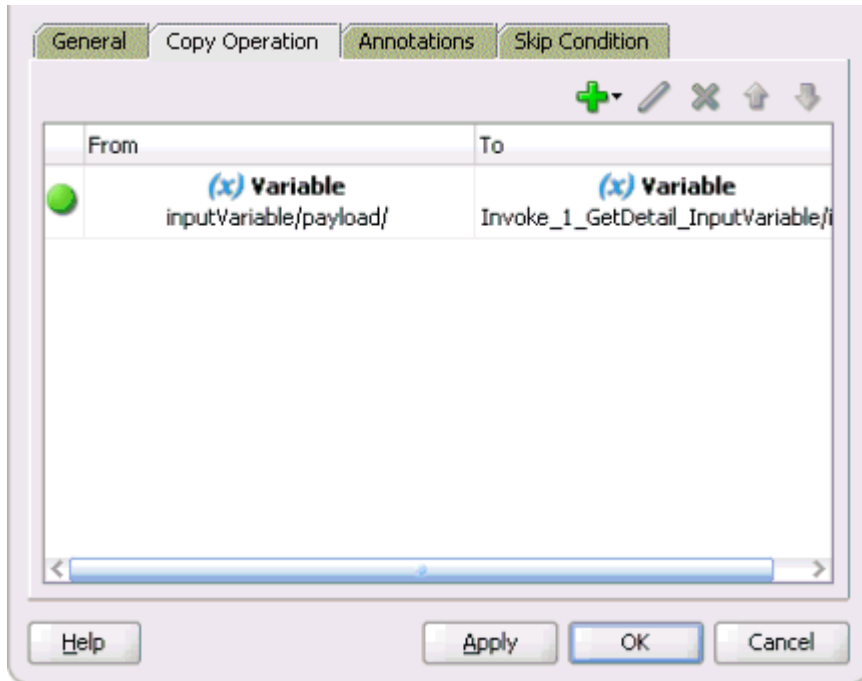 General Copy Operation Annotations Skip Condition
From To
(x) Variable (x) Variable
inputVariable/payload/ Invoke_1_GetDetail_InputVariable/i
Help Apply OK Cancel